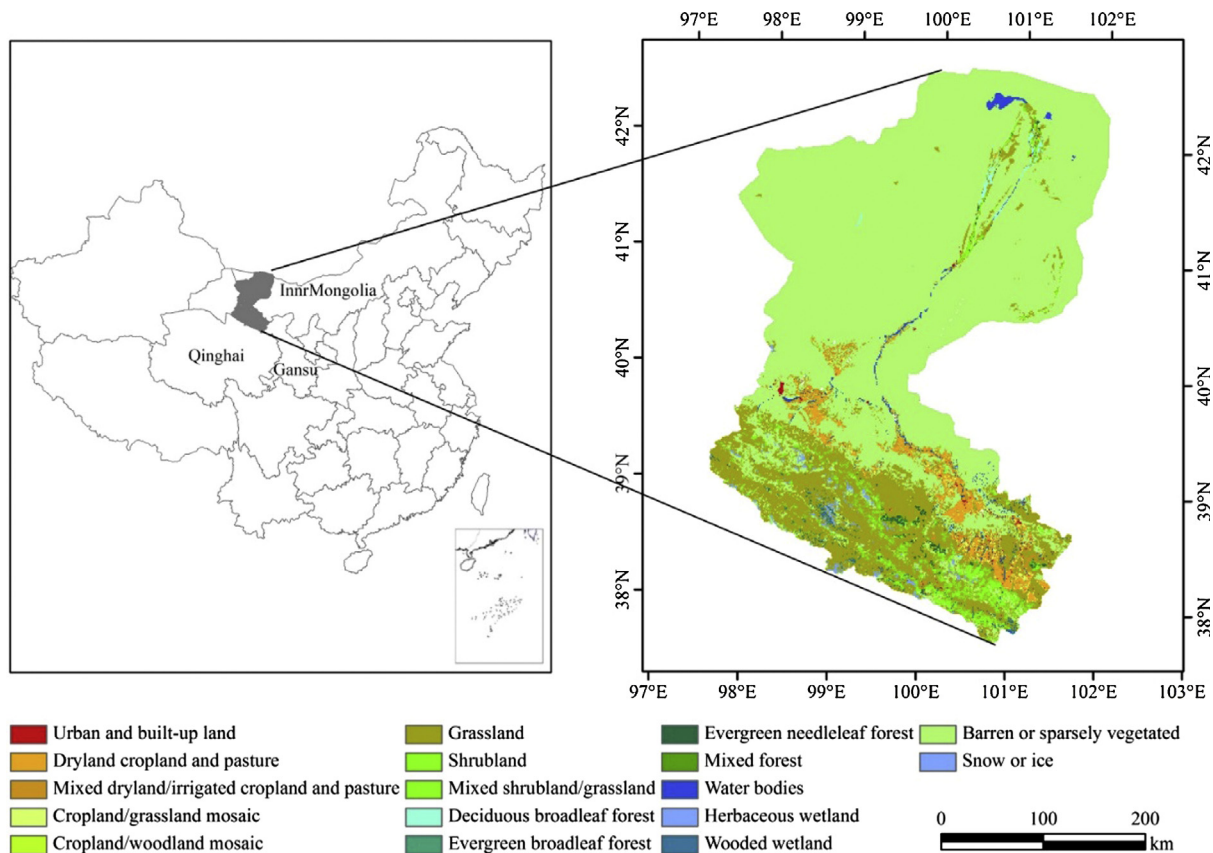 97°E 98°E 99°E 100°E 101°E 102°E
42°N
41°N
40°N
39°N
38°N
InnrMongolia
Qinghai
Gansu
42°N
41°N
40°N
39°N
38°N
97°E 98°E 99°E 100°E 101°E 102°E 103°E
Urban and built-up land
Dryland cropland and pasture
Mixed dryland/irrigated cropland and pasture
Cropland/grassland mosaic
Cropland/woodland mosaic
Grassland
Shrubland
Mixed shrubland/grassland
Deciduous broadleaf forest
Evergreen broadleaf forest
Evergreen needleleaf forest
Mixed forest
Water bodies
Herbaceous wetland
Wooded wetland
Barren or sparsely vegetated
Snow or ice
0 100 200
km